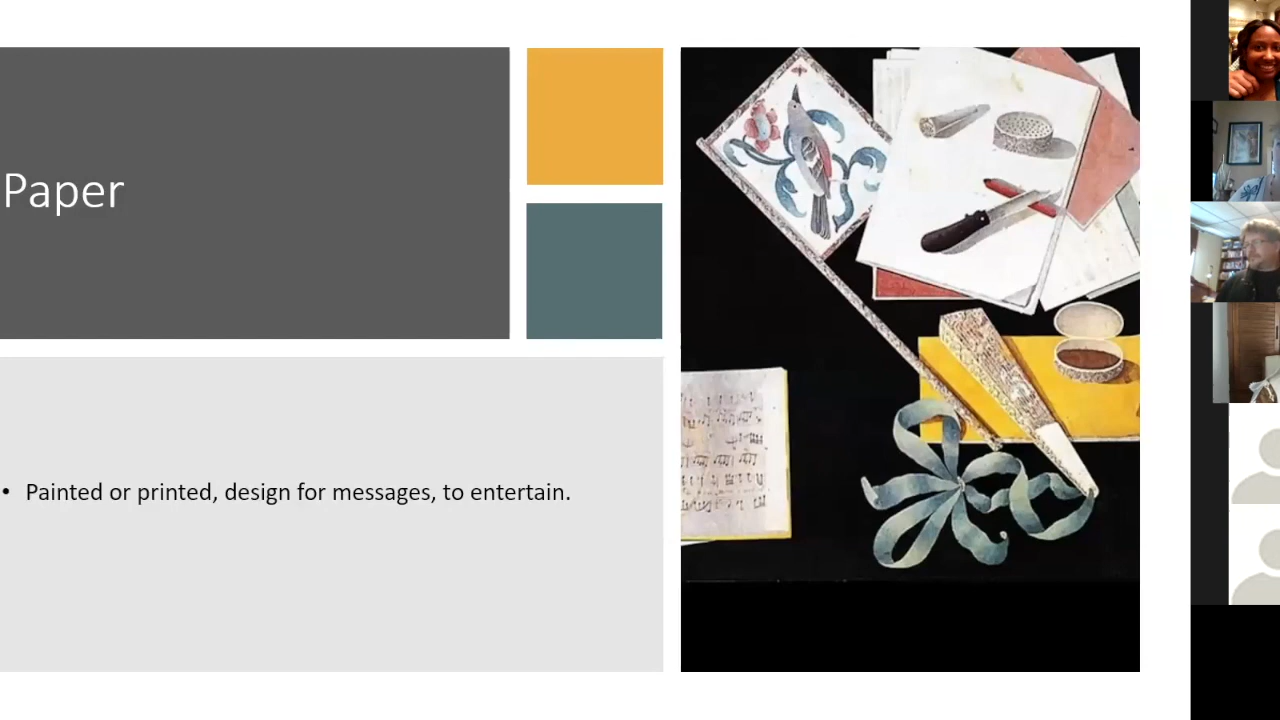 Paper
• Painted or printed, design for messages, to entertain.